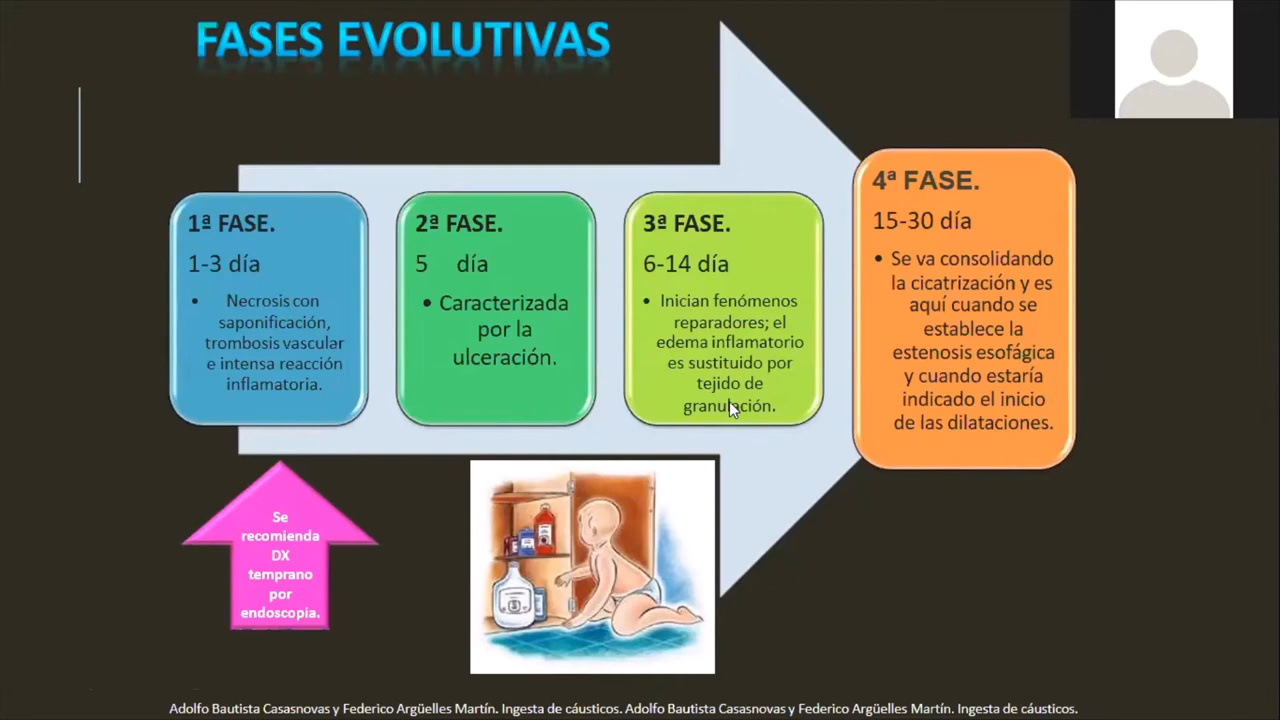 FASES EVOLUTIVAS
1ª FASE.
1-3 día
• Necrosis con
saponificación,
trombosis vascular
e intensa reacción
inflamatoria.
2ª FASE.
5 día
• Caracterizada
por la
ulceración.
3ª FASE.
6-14 día
• Inician fenómenos
reparadores; el
edema inflamatorio
es sustituido por
tejido de
granulación.
4ª FASE.
15-30 día
• Se va consolidando
la cicatrización y es
aquí cuando se
establece la
estenosis esofágica
y cuando estaría
indicado el inicio
de las dilataciones.
Se
recomienda
DX
temprano
por
endoscopia.
Adolfo Bautista Casasnovas y Federico Argüelles Martín. Ingesta de cáusticos. Adolfo Bautista Casasnovas y Federico Argüelles Martín. Ingesta de cáusticos.